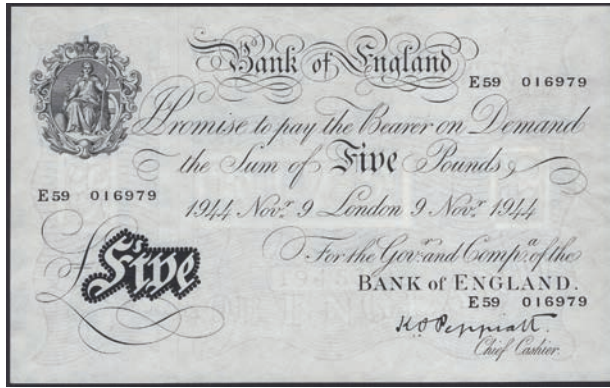 Bank of England
E59 016979
I Promise to pay the Bearer on Demand
the Sum of Five Pounds
E59 016979
1944 Novr. 9 London 9 Novr. 1944
£Five
For the Govr. and Compa. of the
BANK of ENGLAND.
E59 016979
K O Peppiatt.
Chief Cashier.